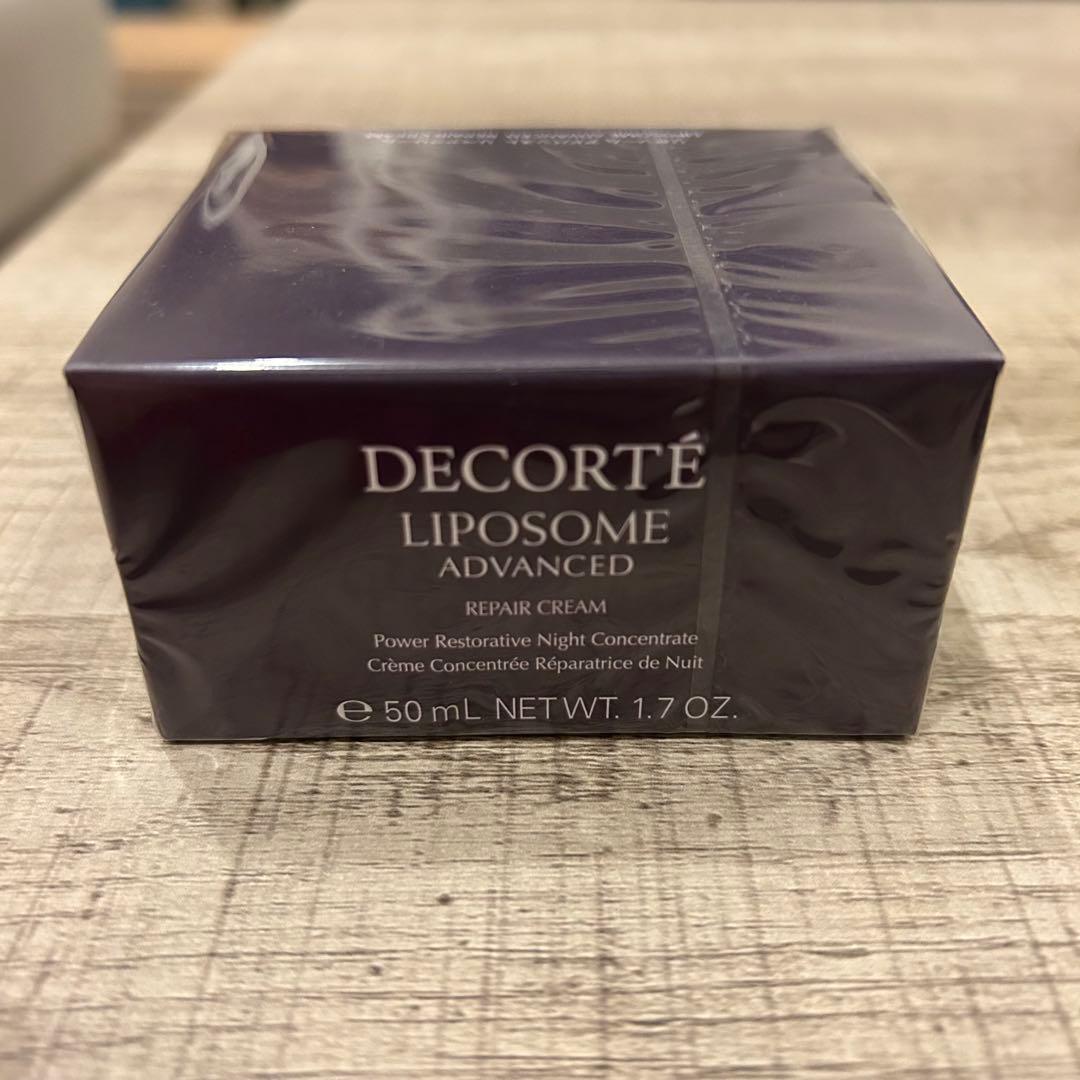 DECORTÉ
LIPOSOME
ADVANCED
REPAIR CREAM
Power Restorative Night Concentrate
Crème Concentrée Réparatrice de Nuit
℮ 50 mL NET WT. 1.7 OZ.